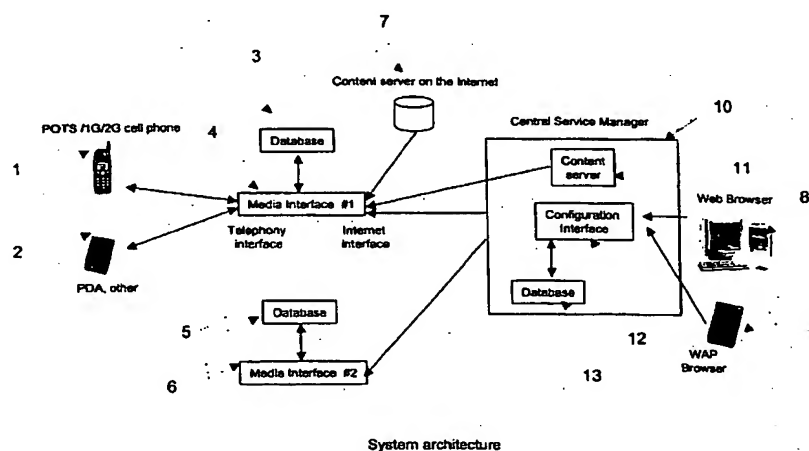 7
3
Content server on the Internet
10
POTS /1G/2G cell phone
4
Central Service Manager
Database
1
Content
server
11
Web Browser
8
Media Interface #1
Configuration
Interface
Telephony
interface
Internet
Interface
2
PDA, other
Database
5
Database
12
WAP
Browser
6
Media Interface #2
13
System architecture